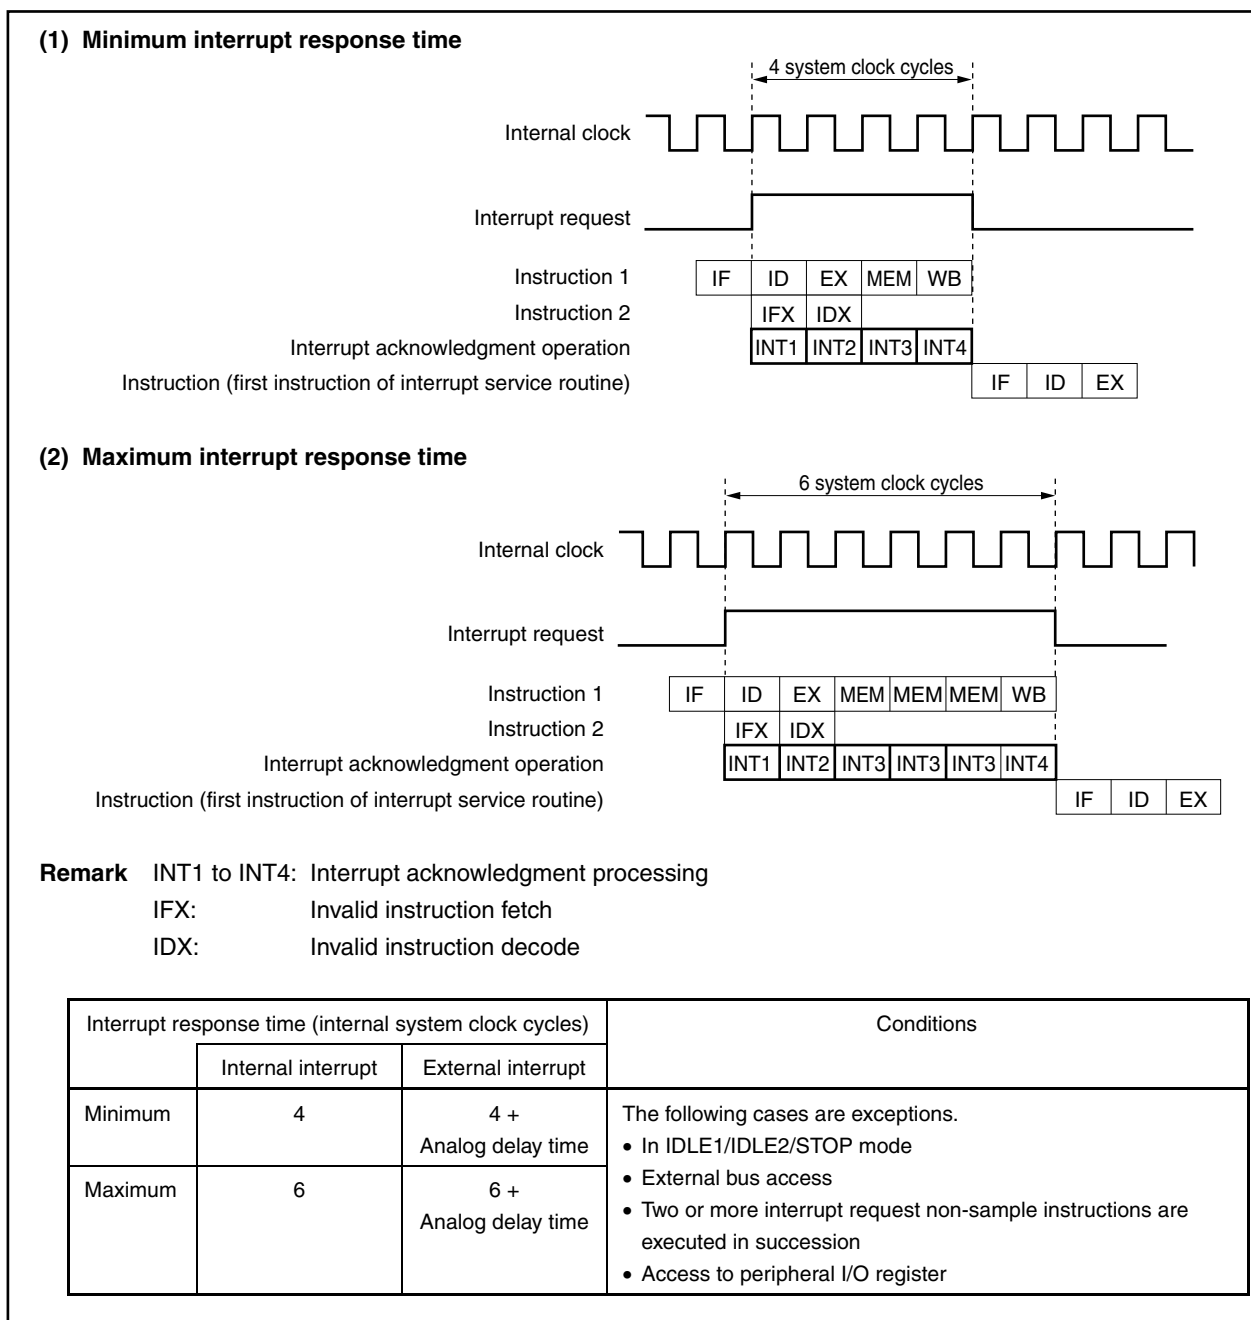 (1) Minimum interrupt response time
4 system clock cycles
Internal clock
Interrupt request
Instruction 1 IF ID EX MEM WB
Instruction 2 IFX IDX
Interrupt acknowledgment operation INT1 INT2 INT3 INT4
Instruction (first instruction of interrupt service routine) IF ID EX
(2) Maximum interrupt response time
6 system clock cycles
Internal clock
Interrupt request
Instruction 1 IF ID EX MEM MEM MEM WB
Instruction 2 IFX IDX
Interrupt acknowledgment operation INT1 INT2 INT3 INT3 INT3 INT4
Instruction (first instruction of interrupt service routine) IF ID EX
Remark INT1 to INT4: Interrupt acknowledgment processing
IFX: Invalid instruction fetch
IDX: Invalid instruction decode
Interrupt response time (internal system clock cycles) Conditions
Internal interrupt External interrupt
Minimum 4 4 +
Analog delay time
Maximum 6 6 +
Analog delay time
The following cases are exceptions.
• In IDLE1/IDLE2/STOP mode
• External bus access
• Two or more interrupt request non-sample instructions are
executed in succession
• Access to peripheral I/O register